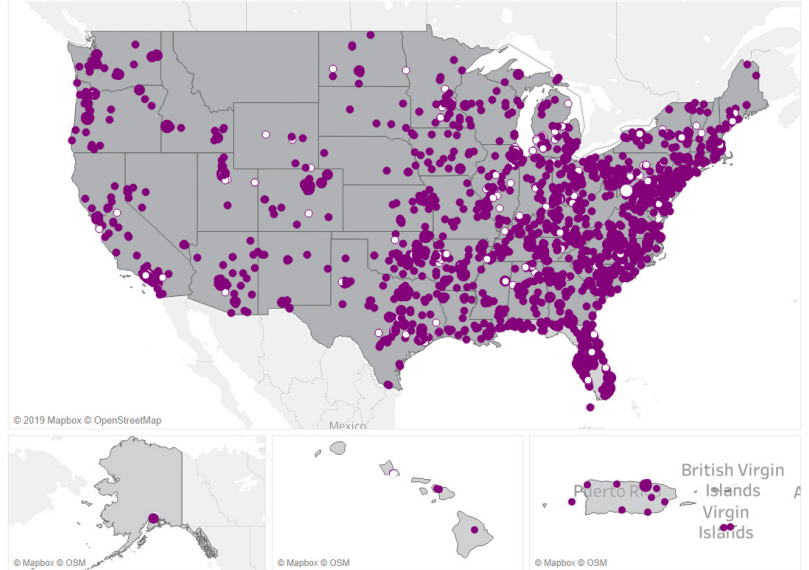 © 2019 Mapbox © OpenStreetMap
Mexico
© Mapbox © OSM
© Mapbox © OSM
British Virgin
Islands
Puerto Rico
Virgin
Islands
A
© Mapbox © OSM